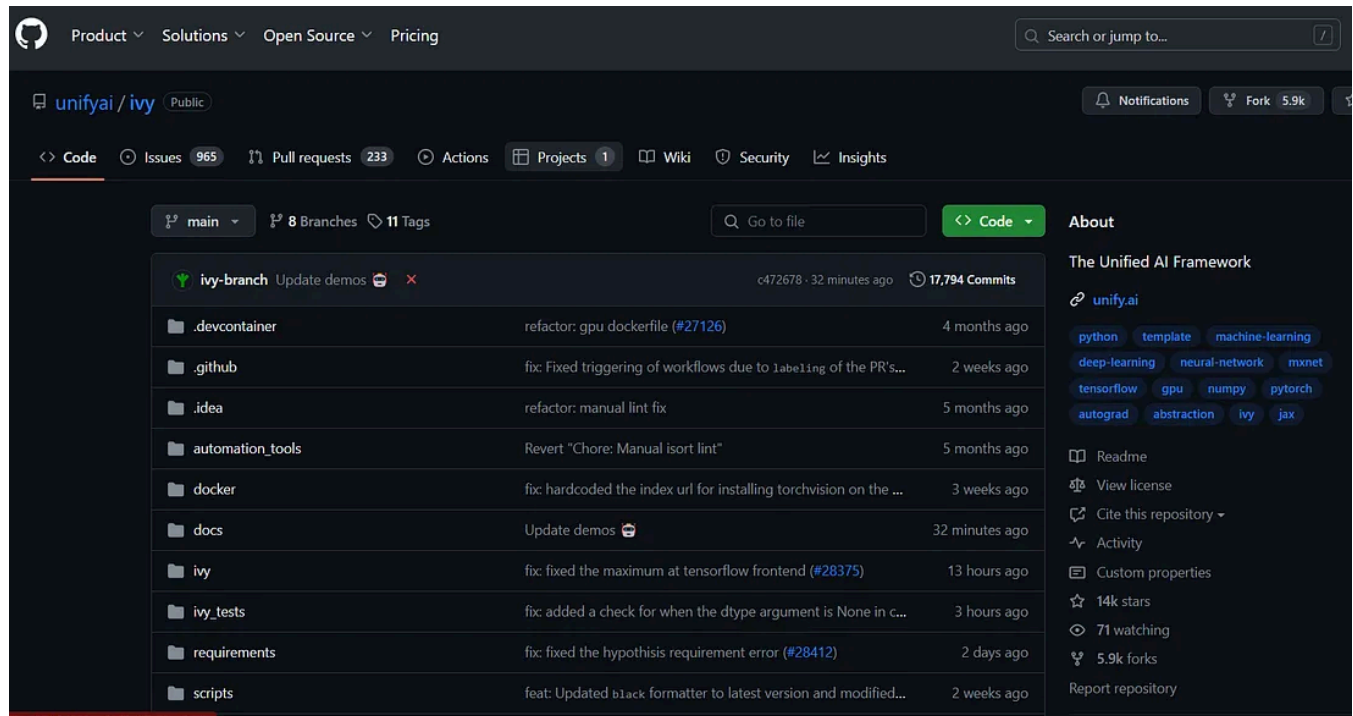 Product Solutions Open Source Pricing Search or jump to... /
unifyai / ivy Public Notifications Fork 5.9k
Code Issues 965 Pull requests 233 Actions Projects 1 Wiki Security Insights
main 8 Branches 11 Tags Go to file Code
ivy-branch Update demos c472678 · 32 minutes ago 17,794 Commits
.devcontainer refactor: gpu dockerfile (#27126) 4 months ago
.github fix: Fixed triggering of workflows due to labeling of the PR's... 2 weeks ago
.idea refactor: manual lint fix 5 months ago
automation_tools Revert "Chore: Manual isort lint" 5 months ago
docker fix: hardcoded the index url for installing torchvision on the ... 3 weeks ago
docs Update demos 32 minutes ago
ivy fix: fixed the maximum at tensorflow frontend (#28375) 13 hours ago
ivy_tests fix: added a check for when the dtype argument is None in c... 3 hours ago
requirements fix: fixed the hypothisis requirement error (#28412) 2 days ago
scripts feat: Updated black formatter to latest version and modified... 2 weeks ago
About
The Unified AI Framework
unify.ai
python template machine-learning
deep-learning neural-network mxnet
tensorflow gpu numpy pytorch
autograd abstraction ivy jax
Readme
View license
Cite this repository
Activity
Custom properties
14k stars
71 watching
5.9k forks
Report repository